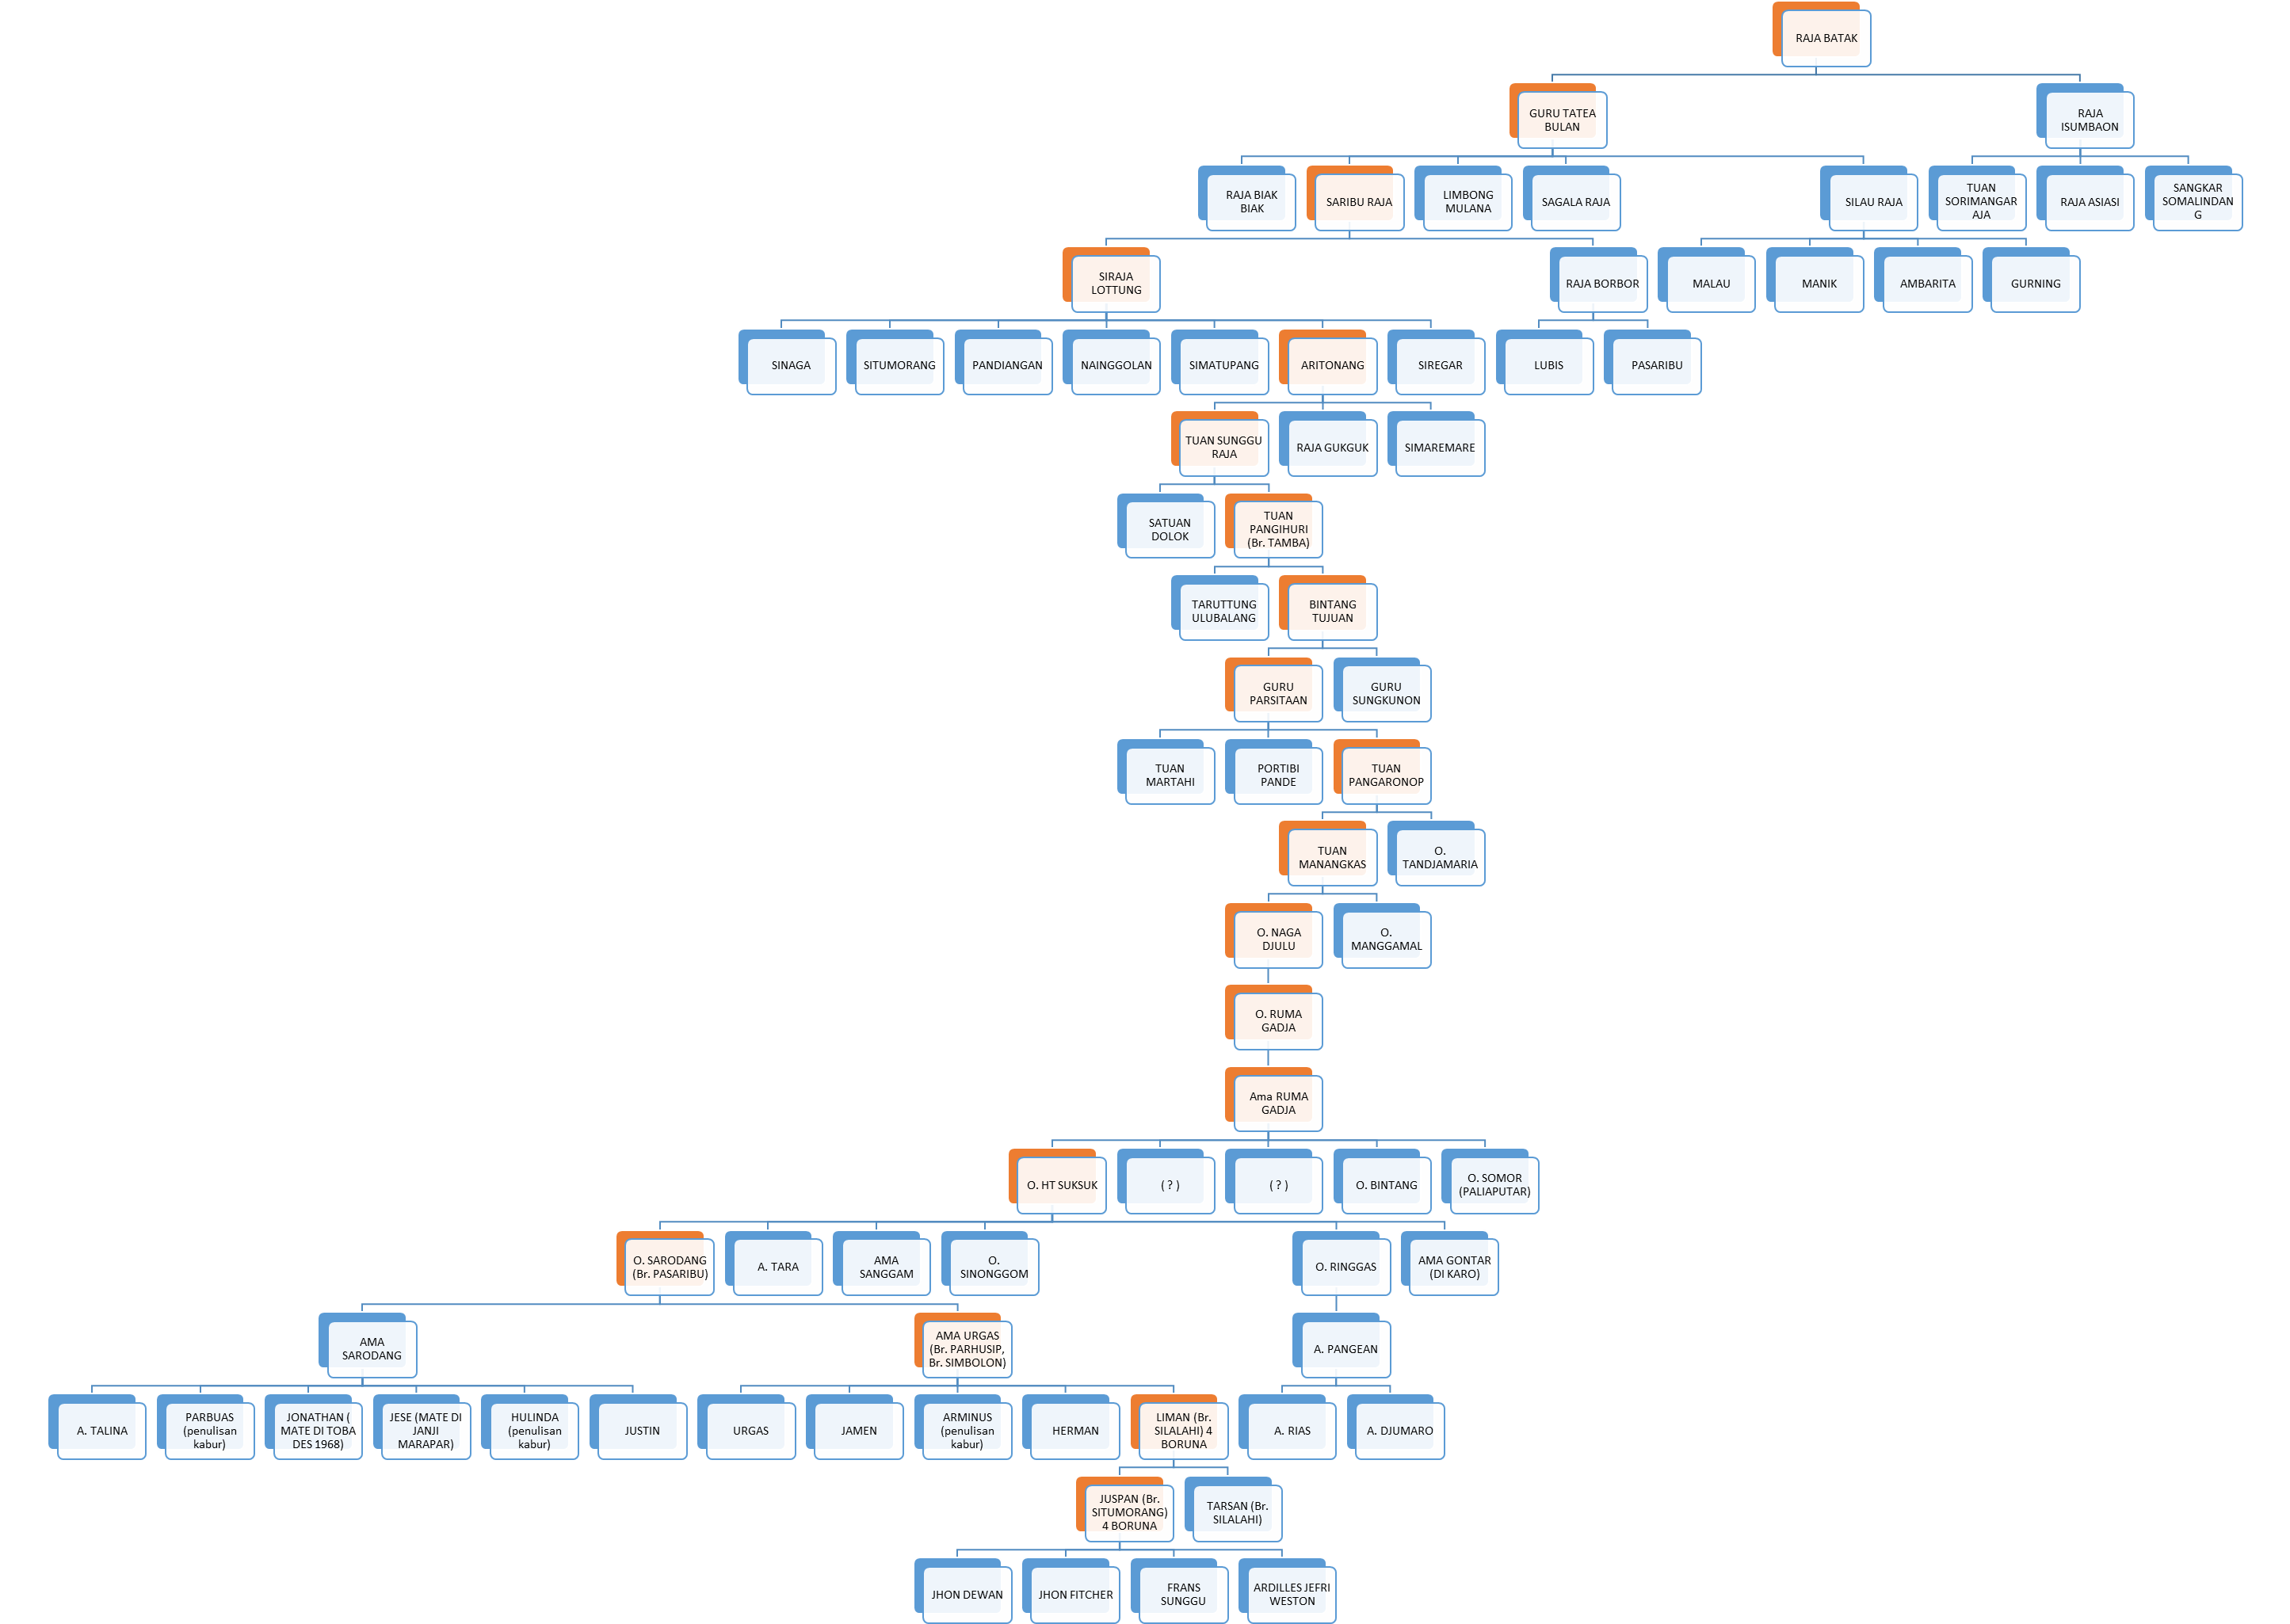 RAJA BATAK
GURU TATEA
BULAN
RAJA
ISUMBAON
RAJA BIAK
BIAK
SARIBU RAJA
LIMBONG
MULANA
SAGALA RAJA
SILAU RAJA
TUAN
SORIMANGAR
AJA
RAJA ASIASI
SANGKAR
SOMALINDAN
G
SIRAJA
LOTTUNG
RAJA BORBOR
MALAU
MANIK
AMBARITA
GURNING
SINAGA
SITUMORANG
PANDIANGAN
NAINGGOLAN
SIMATUPANG
ARITONANG
SIREGAR
LUBIS
PASARIBU
TUAN SUNGGU
RAJA
RAJA GUKGUK
SIMAREMARE
SATUAN
DOLOK
TUAN
PANGIHURI
(Br. TAMBA)
TARUTTUNG
ULUBALANG
BINTANG
TUJUAN
GURU
PARSITAAN
GURU
SUNGKUNON
TUAN
MARTAHI
PORTIBI
PANDE
TUAN
PANGARONOP
TUAN
MANANGKAS
O.
TANDJAMARIA
O. NAGA
DJULU
O.
MANGGAMAL
O. RUMA
GADJA
Ama RUMA
GADJA
O. HT SUKSUK
( ? )
( ? )
O. BINTANG
O. SOMOR
(PALIAPUTAR)
O. SARODANG
(Br. PASARIBU)
A. TARA
AMA
SANGGAM
O.
SINONGGOM
O. RINGGAS
AMA GONTAR
(DI KARO)
AMA
SARODANG
AMA URGAS
(Br. PARHUSIP,
Br. SIMBOLON)
A. PANGEAN
A. TALINA
PARBUAS
(penulisan
kabur)
JONATHAN (
MATE DI TOBA
DES 1968)
JESE (MATE DI
JANJI
MARAPAR)
HULINDA
(penulisan
kabur)
JUSTIN
URGAS
JAMEN
ARMINUS
(penulisan
kabur)
HERMAN
LIMAN (Br.
SILALAHI) 4
BORUNA
A. RIAS
A. DJUMARO
JUSPAN (Br.
SITUMORANG)
4 BORUNA
TARSAN (Br.
SILALAHI)
JHON DEWAN
JHON FITCHER
FRANS
SUNGGU
ARDILLES JEFRI
WESTON